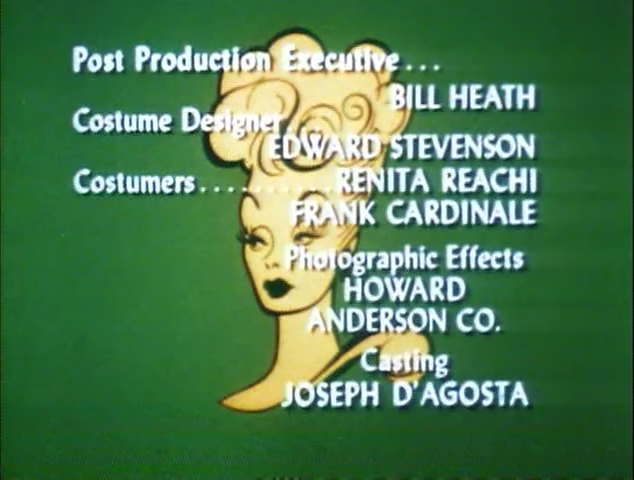 Post Production Executive...
BILL HEATH
Costume Designer
EDWARD STEVENSON
Costumers..........RENITA REACHI
FRANK CARDINALE
Photographic Effects
HOWARD
ANDERSON CO.
Casting
JOSEPH D'AGOSTA